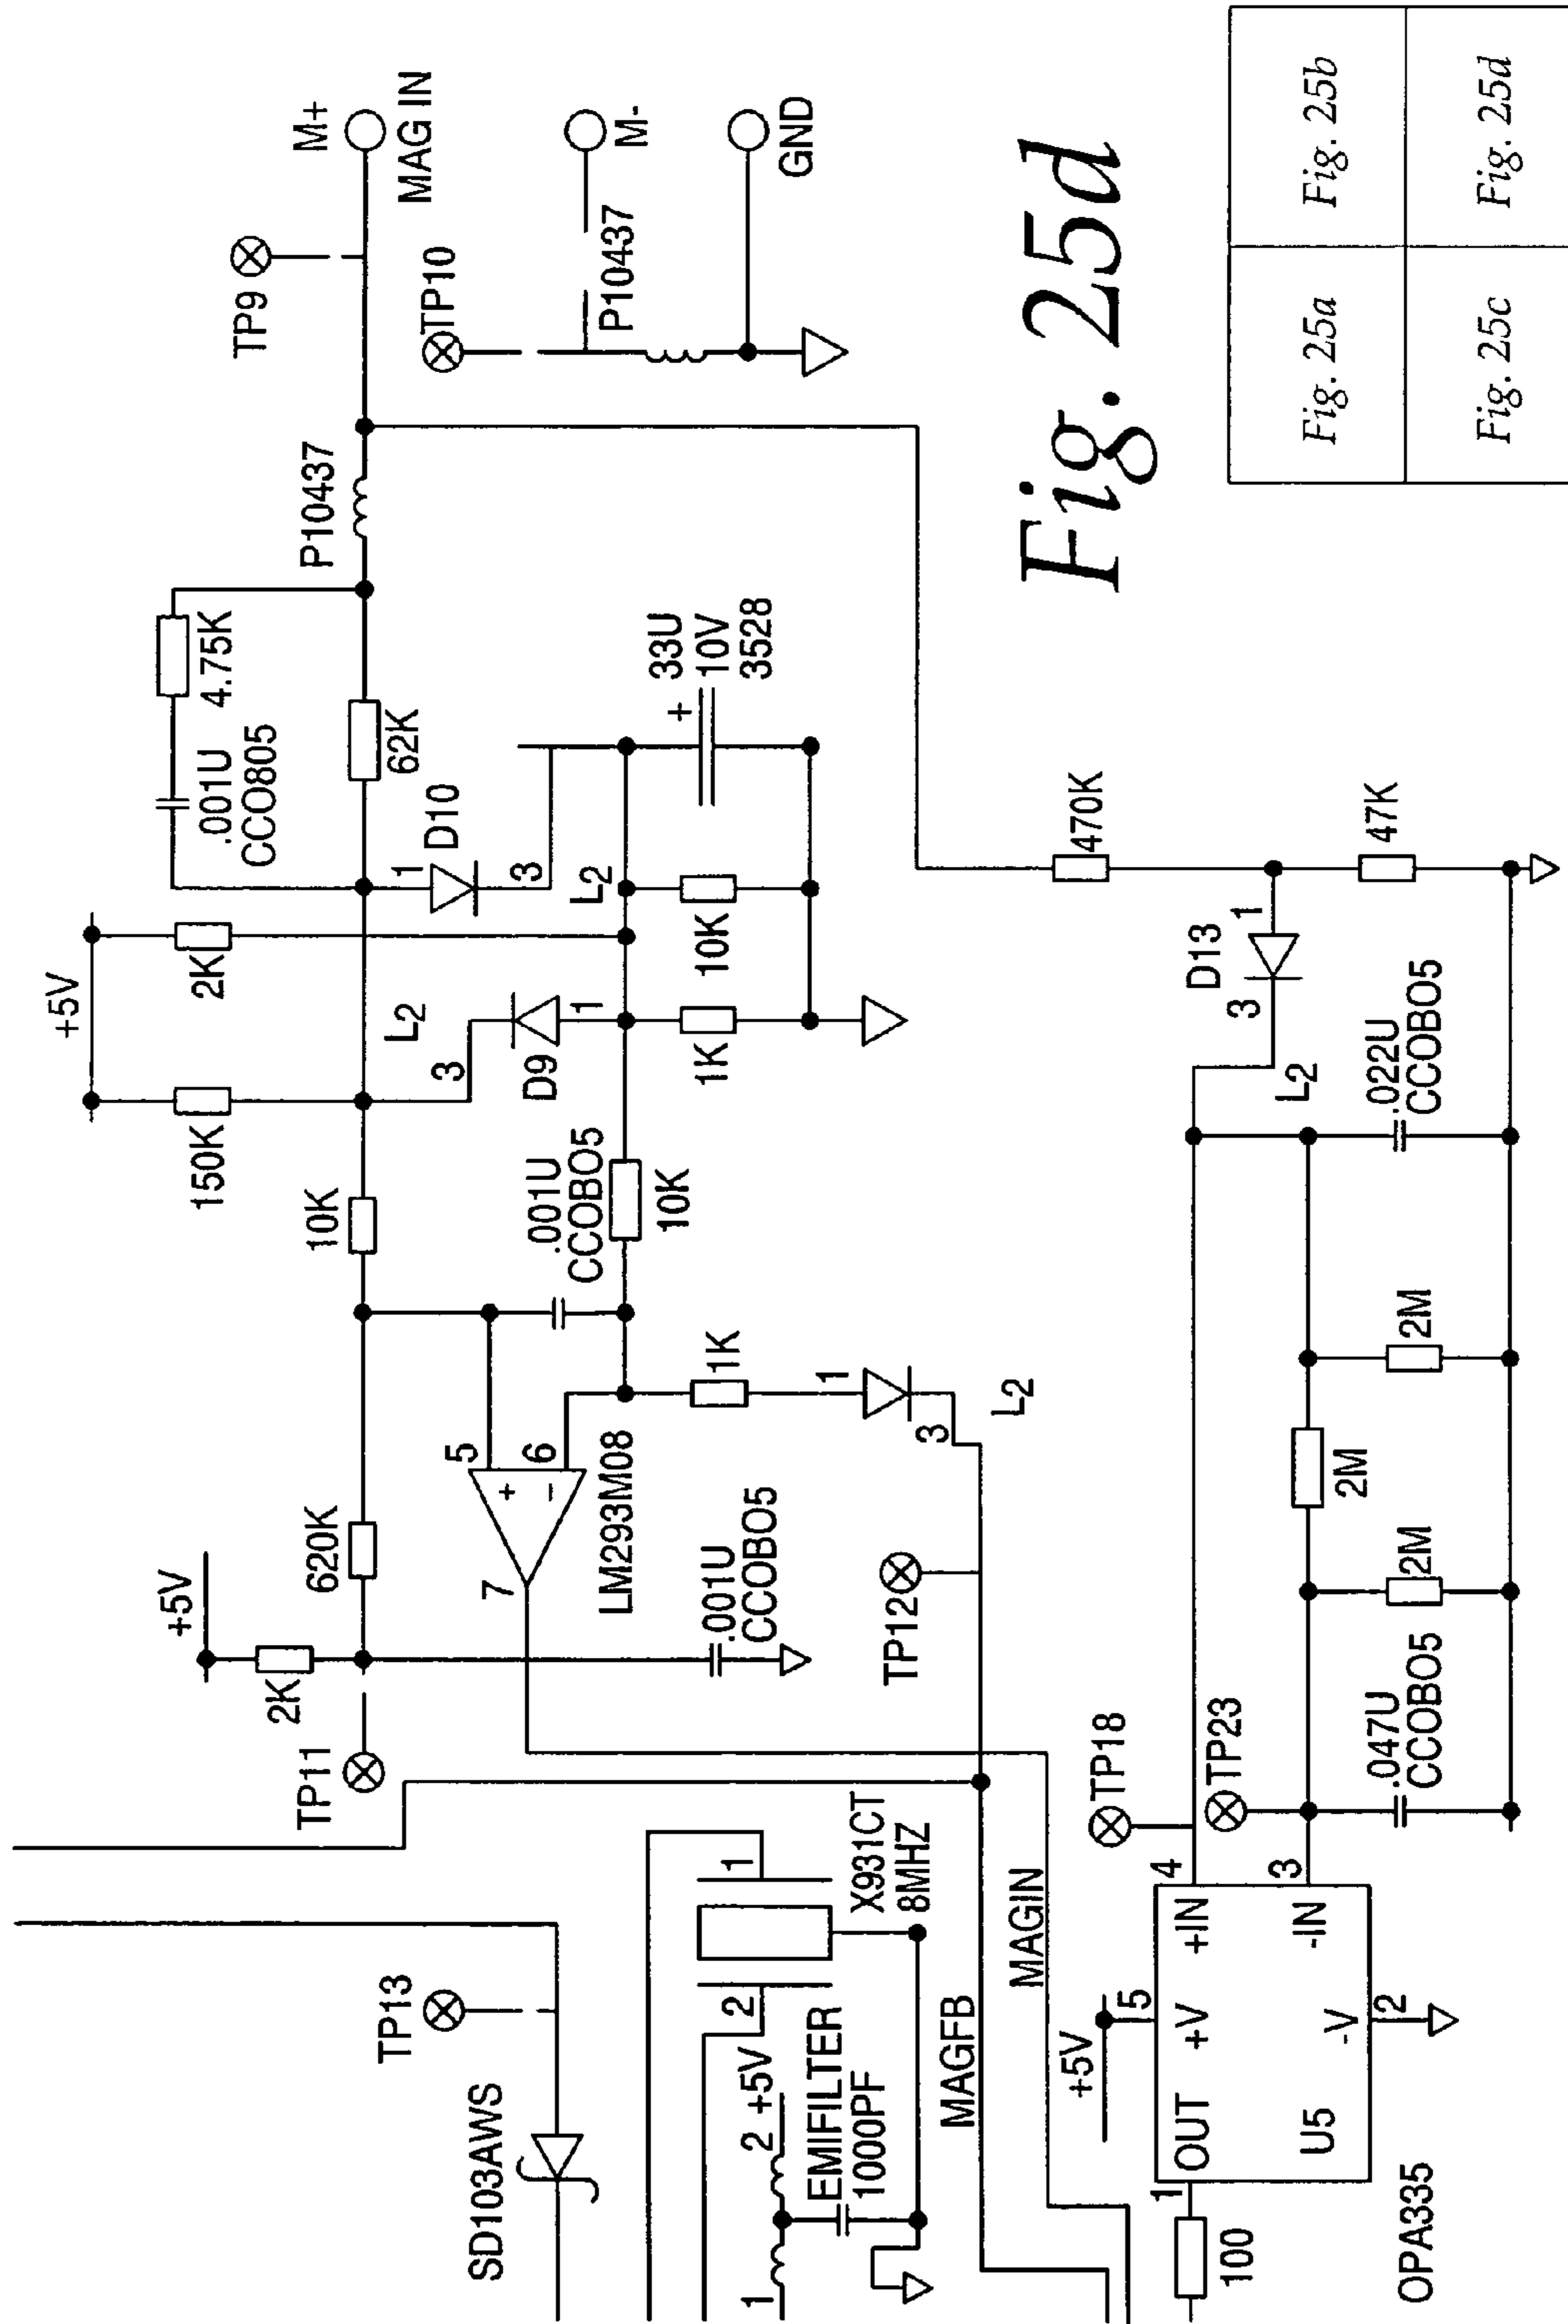 M+
MAG IN
TP9
M-
GND
TP10
P10437
P10437
4.75K
.001U
CCO805
62K
33U
+
10V
3528
D10
1
3
L2
+5V
2K
10K
150K
L2
3
D9
1
1K
10K
.001U
CCOBO5
10K
620K
5
6
+
−
7
LM293M08
1K
1
3
L2
+5V
2K
TP11
.001U
CCOBO5
TP12
TP13
SD103AWS
1
2
X931CT
8MHZ
1
2
+5V
EMIFILTER
1000PF
MAGFB
MAGIN
470K
47K
D13
1
3
L2
.022U
CCOBO5
2M
2M
2M
TP18
TP23
.047U
CCOBO5
+5V
5
4
3
2
1
OUT
+V
+IN
-IN
-V
U5
100
OPA335
Fig. 25d
Fig. 25a
Fig. 25b
Fig. 25c
Fig. 25d